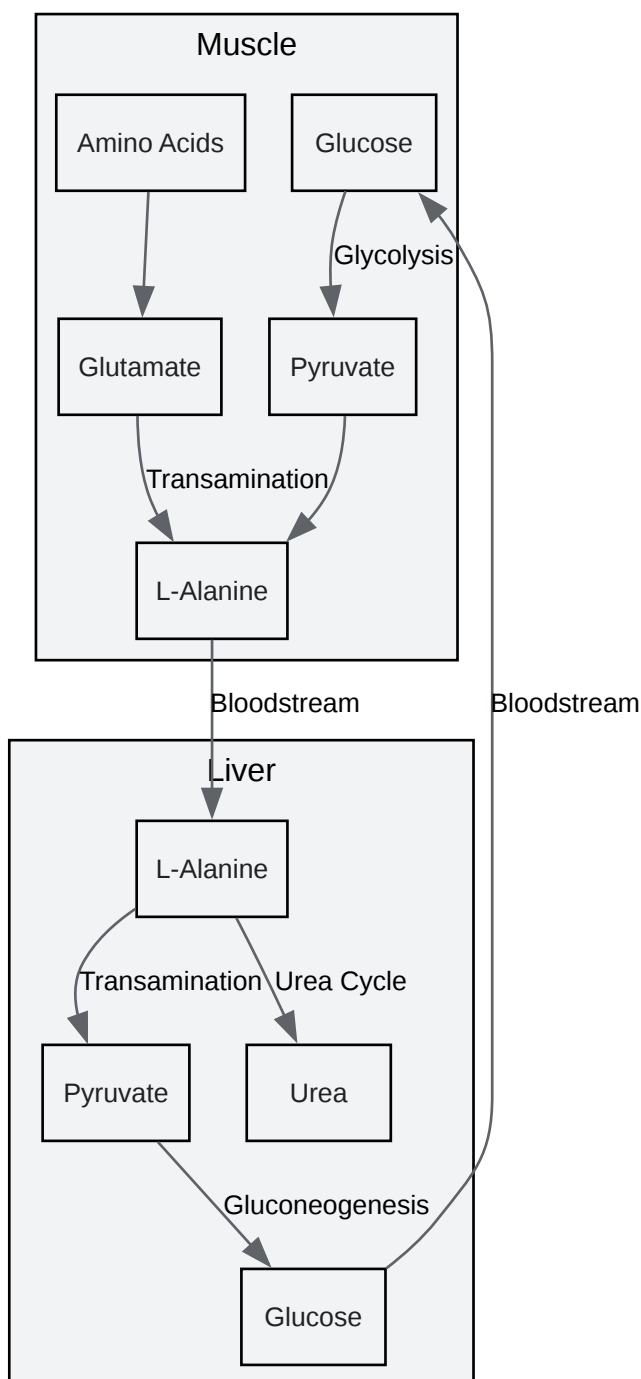 Muscle
Amino Acids
Glucose
Glycolysis
Glutamate
Pyruvate
Transamination
L-Alanine
Bloodstream
Bloodstream
Liver
L-Alanine
Transamination
Urea Cycle
Pyruvate
Urea
Gluconeogenesis
Glucose